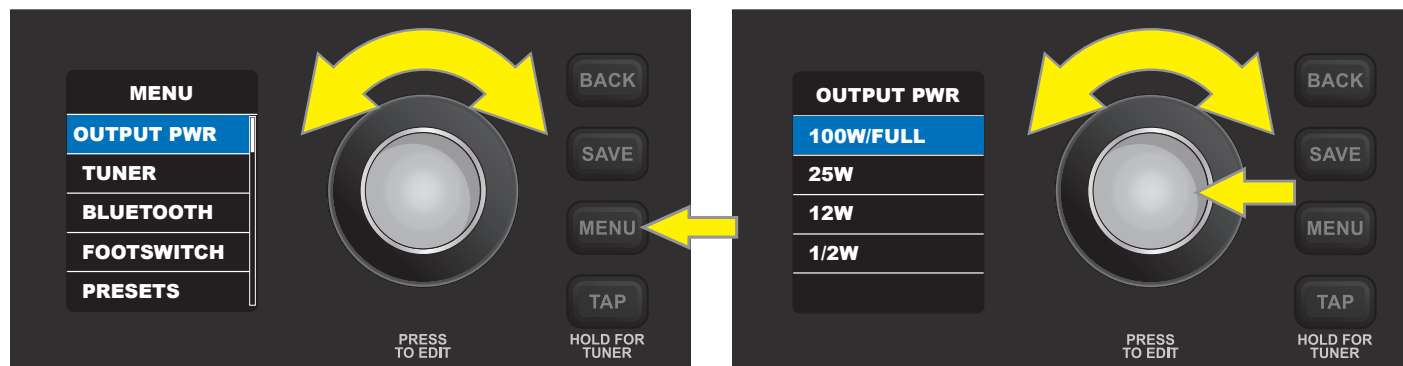 MENU
OUTPUT PWR
TUNER
BLUETOOTH
FOOTSWITCH
PRESETS
BACK
SAVE
MENU
TAP
PRESS
TO EDIT
HOLD FOR
TUNER
OUTPUT PWR
100W/FULL
25W
12W
1/2W
BACK
SAVE
MENU
TAP
PRESS
TO EDIT
HOLD FOR
TUNER